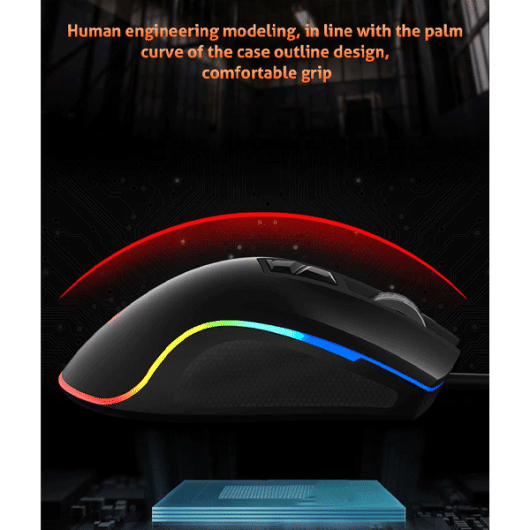 Human engineering modeling, in line with the palm
curve of the case outline design,
comfortable grip